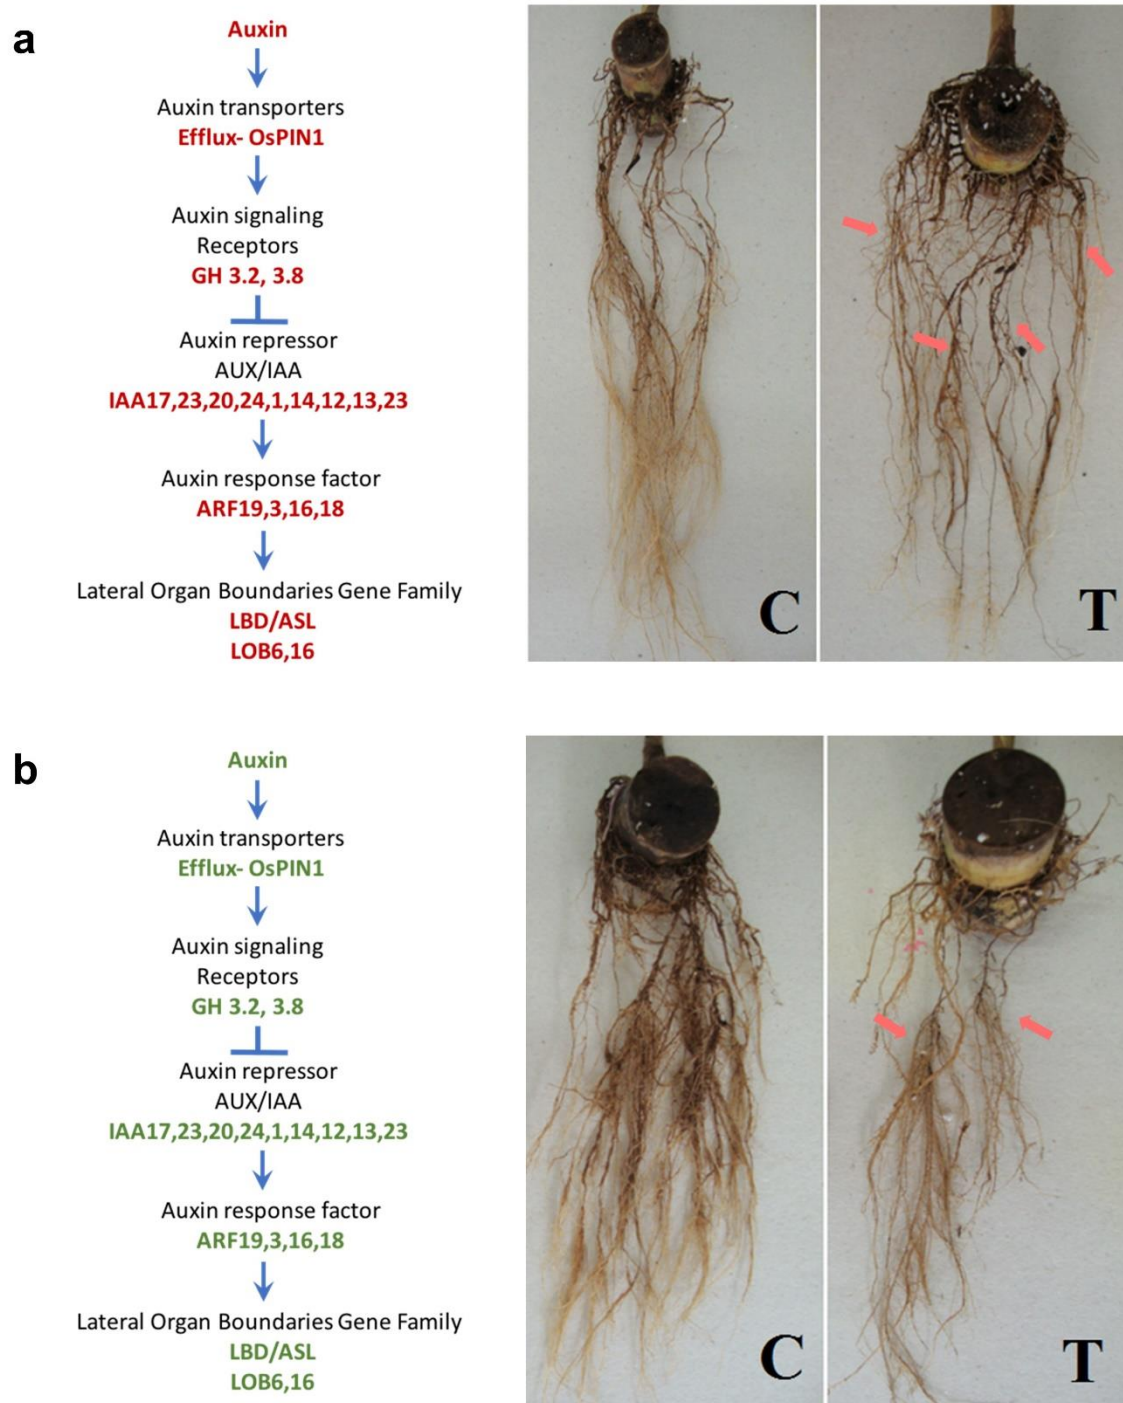 a
Auxin
Auxin transporters
Efflux- OsPIN1
Auxin signaling
Receptors
GH 3.2, 3.8
Auxin repressor
AUX/IAA
IAA17,23,20,24,1,14,12,13,23
Auxin response factor
ARF19,3,16,18
Lateral Organ Boundaries Gene Family
LBD/ASL
LOB6,16
C
T
b
Auxin
Auxin transporters
Efflux- OsPIN1
Auxin signaling
Receptors
GH 3.2, 3.8
Auxin repressor
AUX/IAA
IAA17,23,20,24,1,14,12,13,23
Auxin response factor
ARF19,3,16,18
Lateral Organ Boundaries Gene Family
LBD/ASL
LOB6,16
C
T